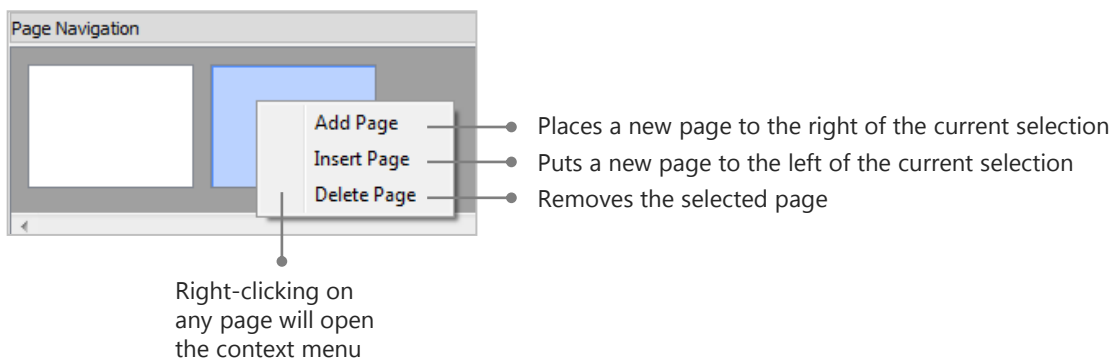 Page Navigation
Add Page
Places a new page to the right of the current selection
Insert Page
Puts a new page to the left of the current selection
Delete Page
Removes the selected page
Right-clicking on
any page will open
the context menu